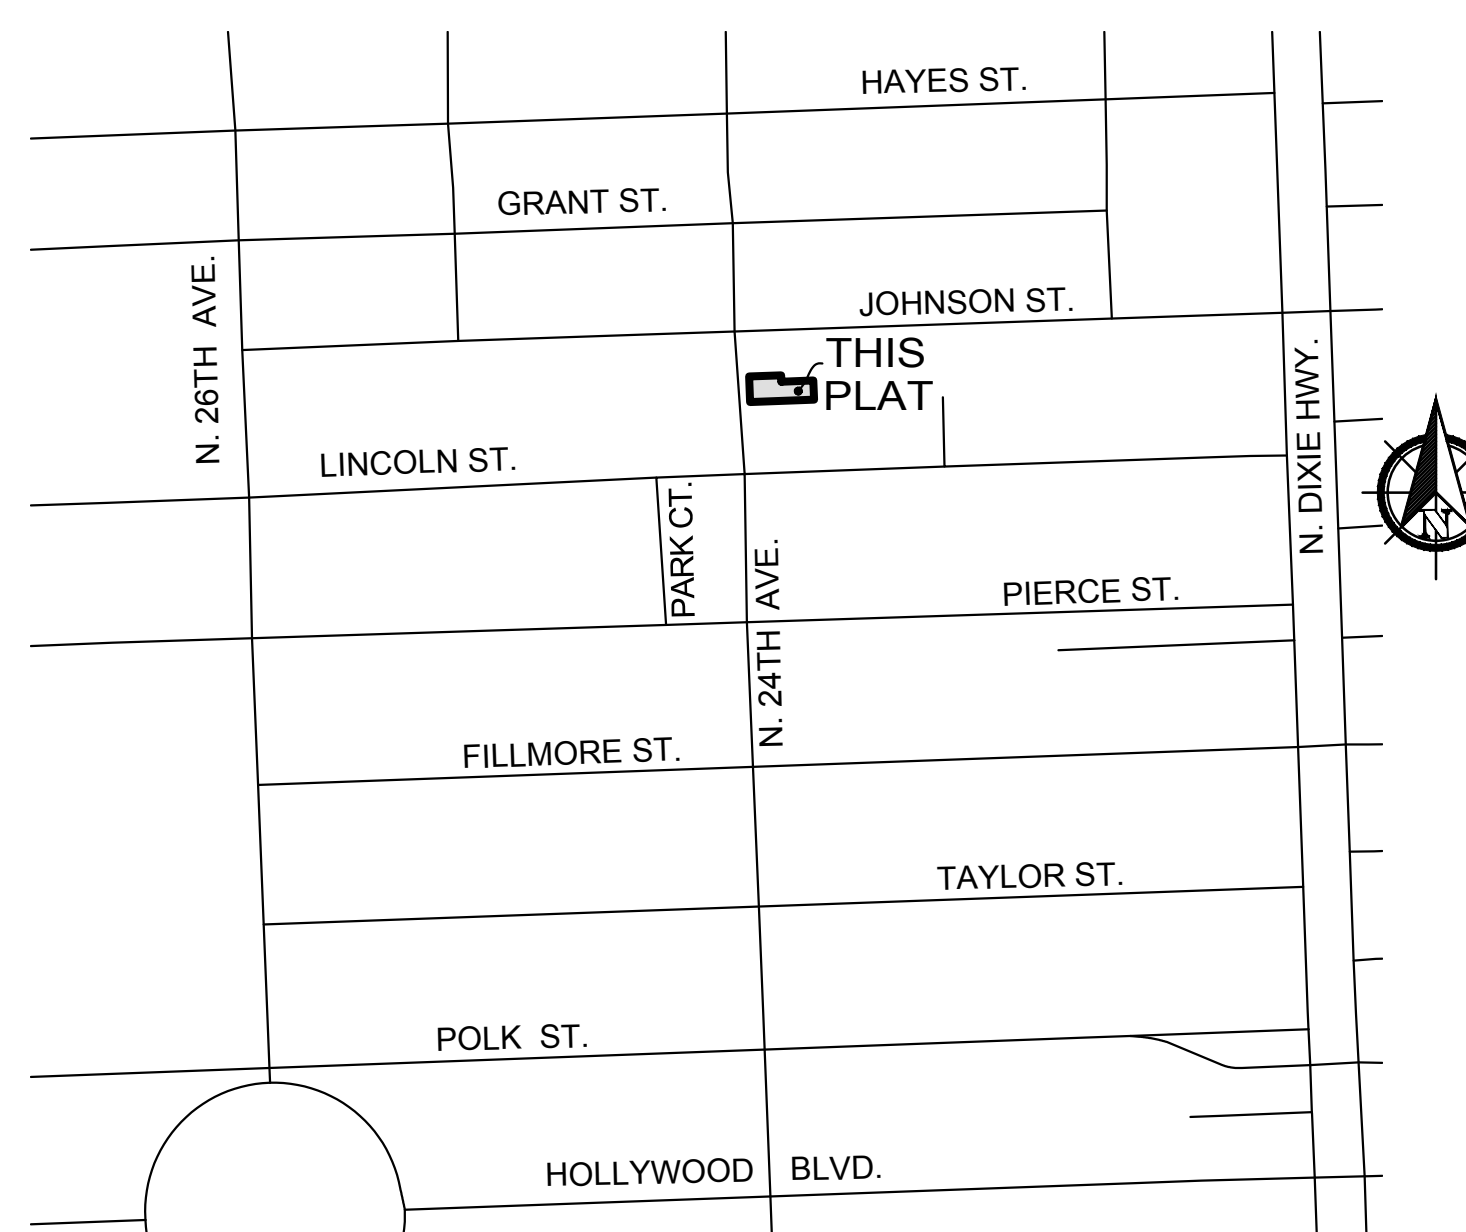 HAYES ST.
GRANT ST.
N. 26TH AVE.
JOHNSON ST.
THIS
PLAT
N. DIXIE HWY.
LINCOLN ST.
PARK CT.
N
N. 24TH AVE.
PIERCE ST.
FILLMORE ST.
TAYLOR ST.
POLK ST.
HOLLYWOOD BLVD.